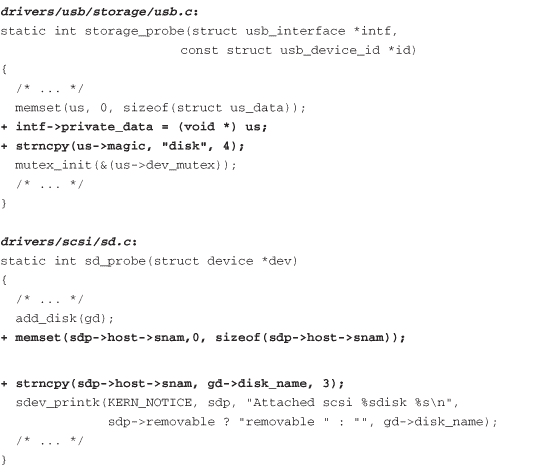 drivers/usb/storage/usb.c:
static int storage_probe(struct usb_interface *intf,
                         const struct usb_device_id *id)
{
  /* ... */
  memset(us, 0, sizeof(struct us_data));
+ intf->private_data = (void *) us;
+ strncpy(us->magic, "disk", 4);
  mutex_init(&(us->dev_mutex));
  /* ... */
}
drivers/scsi/sd.c:
static int sd_probe(struct device *dev)
{
  /* ... */
  add_disk(gd);
+ memset(sdp->host->snam,0, sizeof(sdp->host->snam));
+ strncpy(sdp->host->snam, gd->disk_name, 3);
  sdev_printk(KERN_NOTICE, sdp, "Attached scsi %sdisk %s\n",
              sdp->removable ? "removable " : "", gd->disk_name);
  /* ... */
}